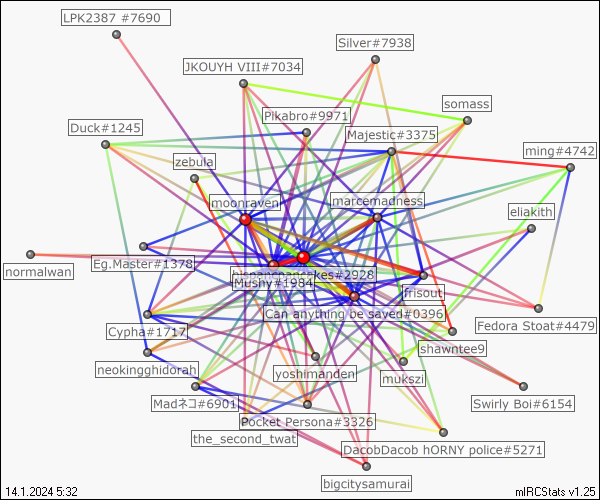 LPK2387 #7690
Silver#7938
JKOUYH VIII#7034
somass
Pikabro#9971
Duck#1245
Majestic#3375
ming#4742
zebula
moonraven
marcemadness
eliakith
Eg.Master#1378
normalwan
kes#2928
Mushy#1984
frisout
Can anything be saved#0396
Fedora Stoat#4479
Cypha#1717
shawntee9
neokingghidorah
yoshimanden
mukszi
Madネコ#6901
Swirly Boi#6154
Pocket Persona#3326
the_second_twat
DacobDacob hORNY police#5271
bigcitysamurai
14.1.2024 5:32
mIRCStats v1.25